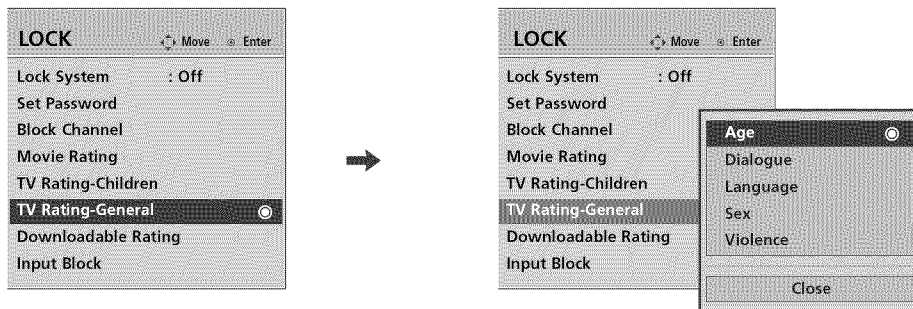 LOCK Move Enter
Lock System : Off
Set Password
Block Channel
Movie Rating
TV Rating-Children
TV Rating-General
Downloadable Rating
Input Block
LOCK Move Enter
Lock System : Off
Set Password
Block Channel
Movie Rating
TV Rating-Children
TV Rating-General
Downloadable Rating
Input Block
Age
Dialogue
Language
Sex
Violence
Close